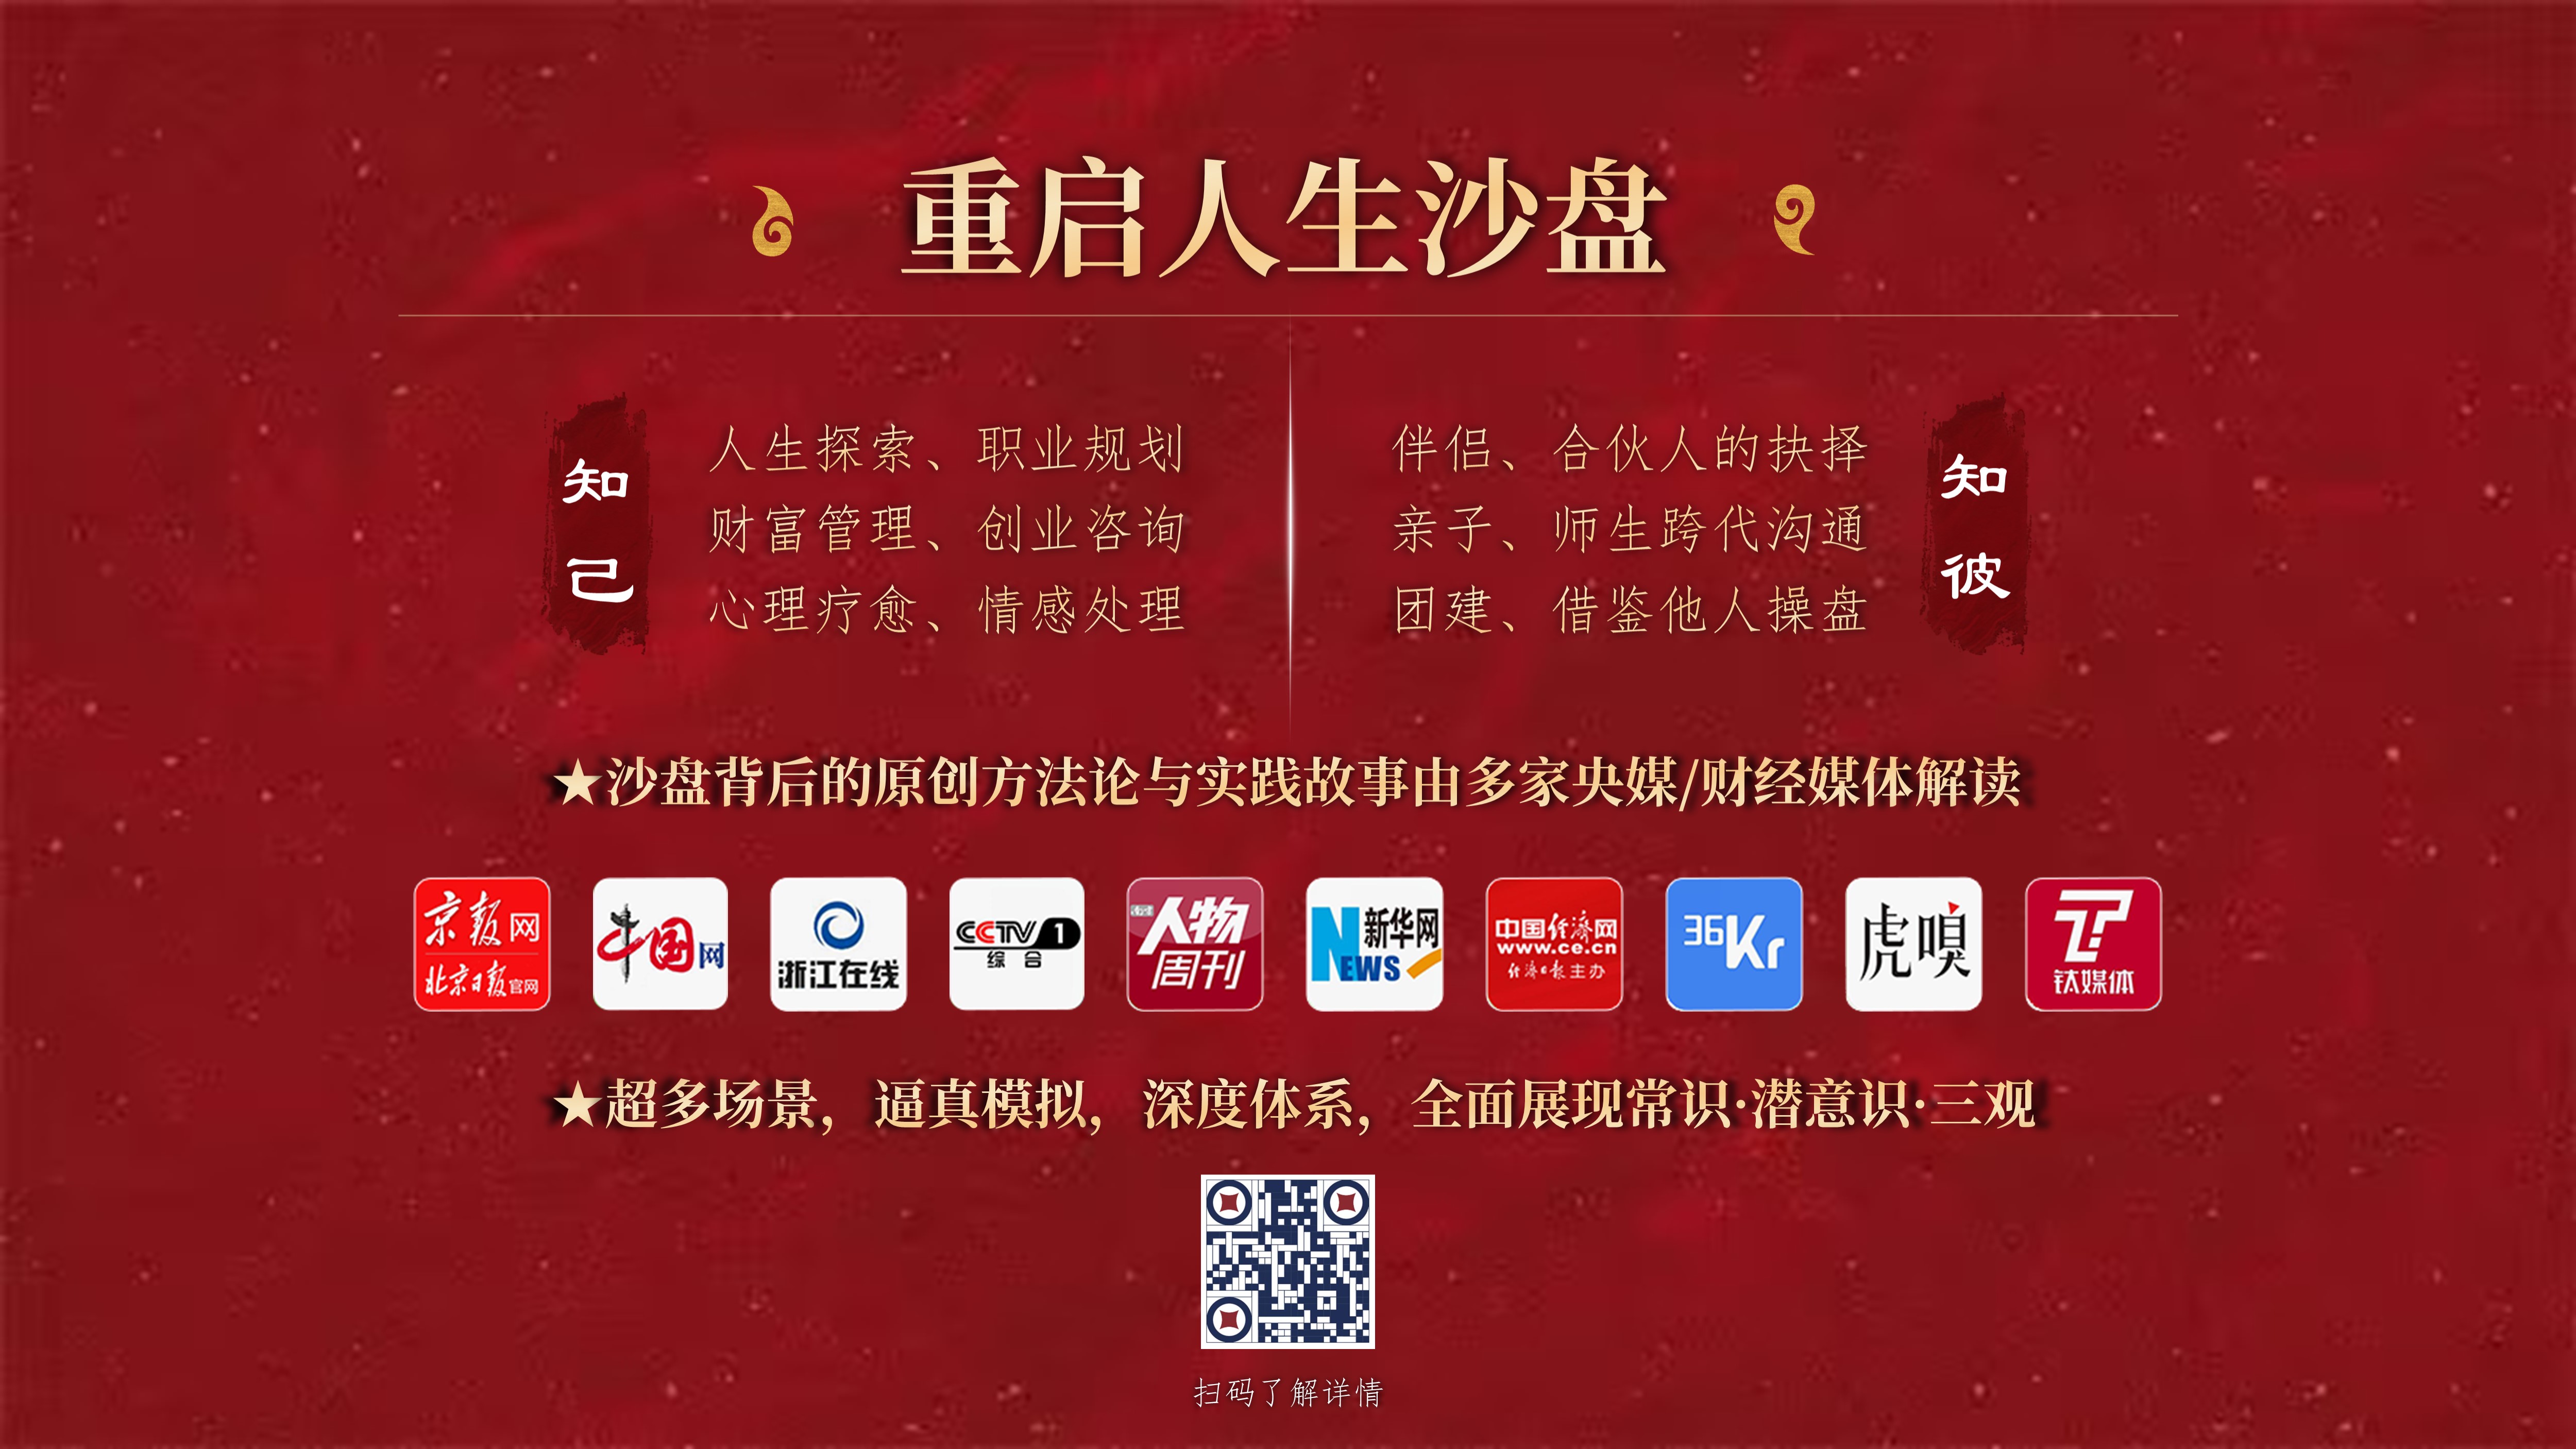 重启人生沙盘
知己
人生探索、职业规划
财富管理、创业咨询
心理疗愈、情感处理
伴侣、合伙人的抉择
亲子、师生跨代沟通
团建、借鉴他人操盘
知彼
★沙盘背后的原创方法论与实践故事由多家央媒/财经媒体解读
京报网
北京日报官网
中国网
浙江在线
CCTV 1
综合
人物
周刊
新华网
NEWS
中国经济网
www.ce.cn
经济日报主办
36Kr
虎嗅
钛媒体
★超多场景，逼真模拟，深度体系，全面展现常识·潜意识·三观
扫码了解详情